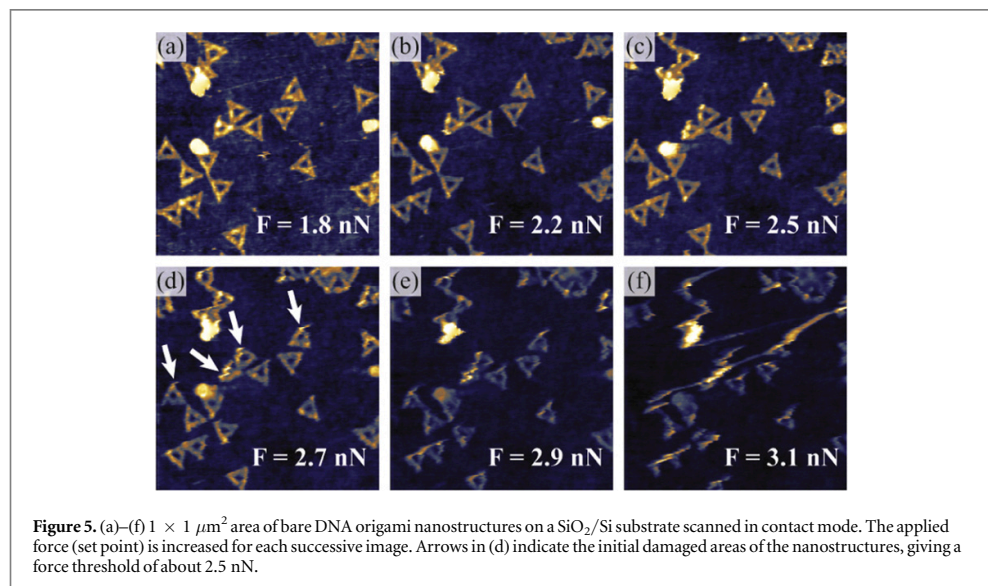 (a) (b) (c)
F = 1.8 nN F = 2.2 nN F = 2.5 nN
(d) (e) (f)
F = 2.7 nN F = 2.9 nN F = 3.1 nN
Figure 5. (a)–(f) 1 × 1 μm² area of bare DNA origami nanostructures on a SiO₂/Si substrate scanned in contact mode. The applied
force (set point) is increased for each successive image. Arrows in (d) indicate the initial damaged areas of the nanostructures, giving a
force threshold of about 2.5 nN.